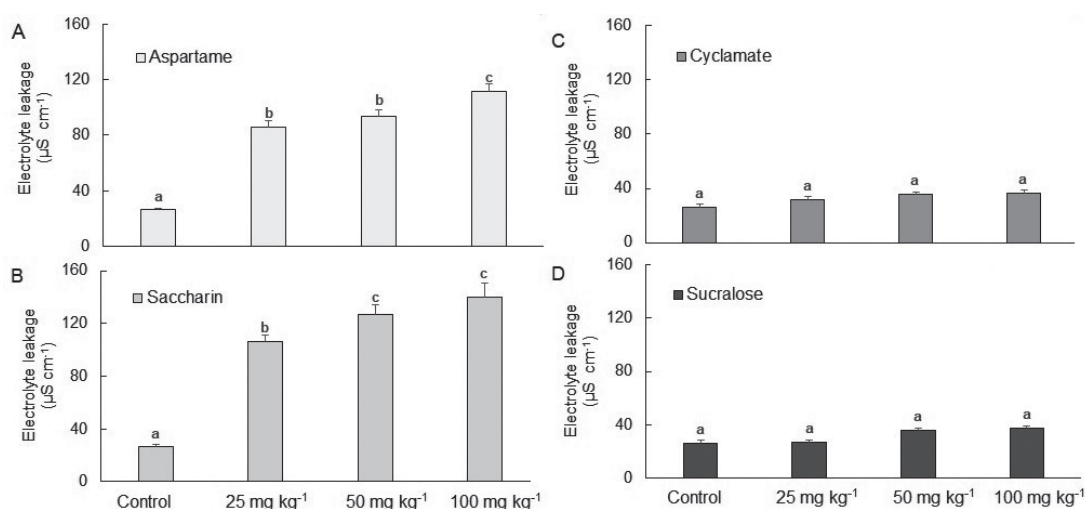 A
Electrolyte leakage
(µS cm⁻¹)
160
120
80
40
0
Aspartame
a
b
b
c
B
Electrolyte leakage
(µS cm⁻¹)
160
120
80
40
0
Saccharin
a
b
c
c
Control
25 mg kg⁻¹
50 mg kg⁻¹
100 mg kg⁻¹
C
Electrolyte leakage
(µS cm⁻¹)
160
120
80
40
0
Cyclamate
a
a
a
a
D
Electrolyte leakage
(µS cm⁻¹)
160
120
80
40
0
Sucralose
a
a
a
a
Control
25 mg kg⁻¹
50 mg kg⁻¹
100 mg kg⁻¹